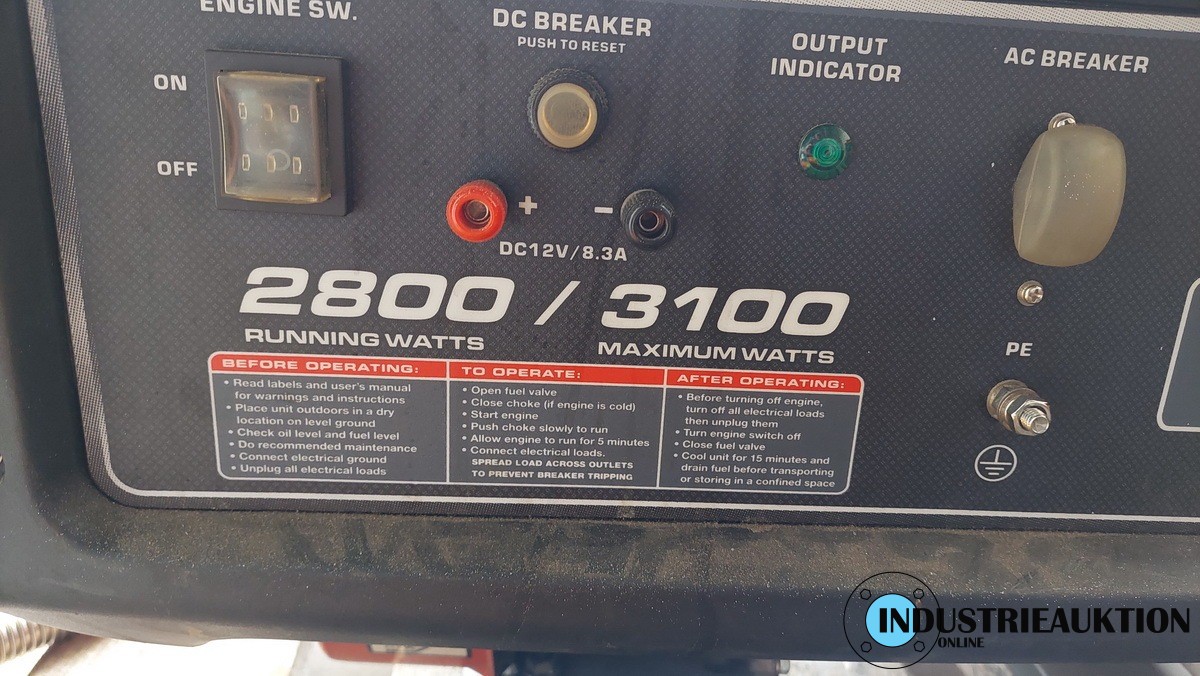 ENGINE SW.
ON
OFF
DC BREAKER
PUSH TO RESET
OUTPUT
INDICATOR
AC BREAKER
+
−
DC12V/8.3A
2800 / 3100
RUNNING WATTS
MAXIMUM WATTS
PE
BEFORE OPERATING:
• Read labels and user's manual
for warnings and instructions
• Place unit outdoors in a dry
location on level ground
• Check oil level and fuel level
• Do recommended maintenance
• Connect electrical ground
• Unplug all electrical loads
TO OPERATE:
• Open fuel valve
• Close choke (if engine is cold)
• Start engine
• Push choke slowly to run
• Allow engine to run for 5 minutes
• Connect electrical loads.
SPREAD LOAD ACROSS OUTLETS
TO PREVENT BREAKER TRIPPING
AFTER OPERATING:
• Before turning off engine,
turn off all electrical loads
then unplug them
• Turn engine switch off
• Close fuel valve
• Cool unit for 15 minutes and
drain fuel before transporting
or storing in a confined space
INDUSTRIEAUKTION
ONLINE